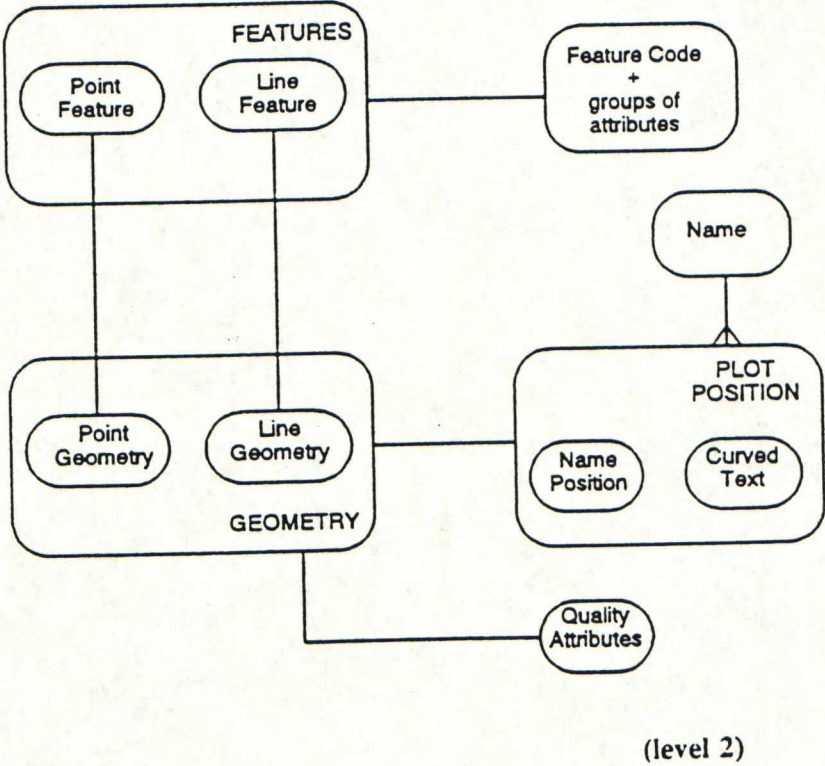 FEATURES
Point
Feature
Line
Feature
Feature Code
+
groups of
attributes
Name
PLOT
POSITION
Point
Geometry
Line
Geometry
Name
Position
Curved
Text
GEOMETRY
Quality
Attributes
(level 2)